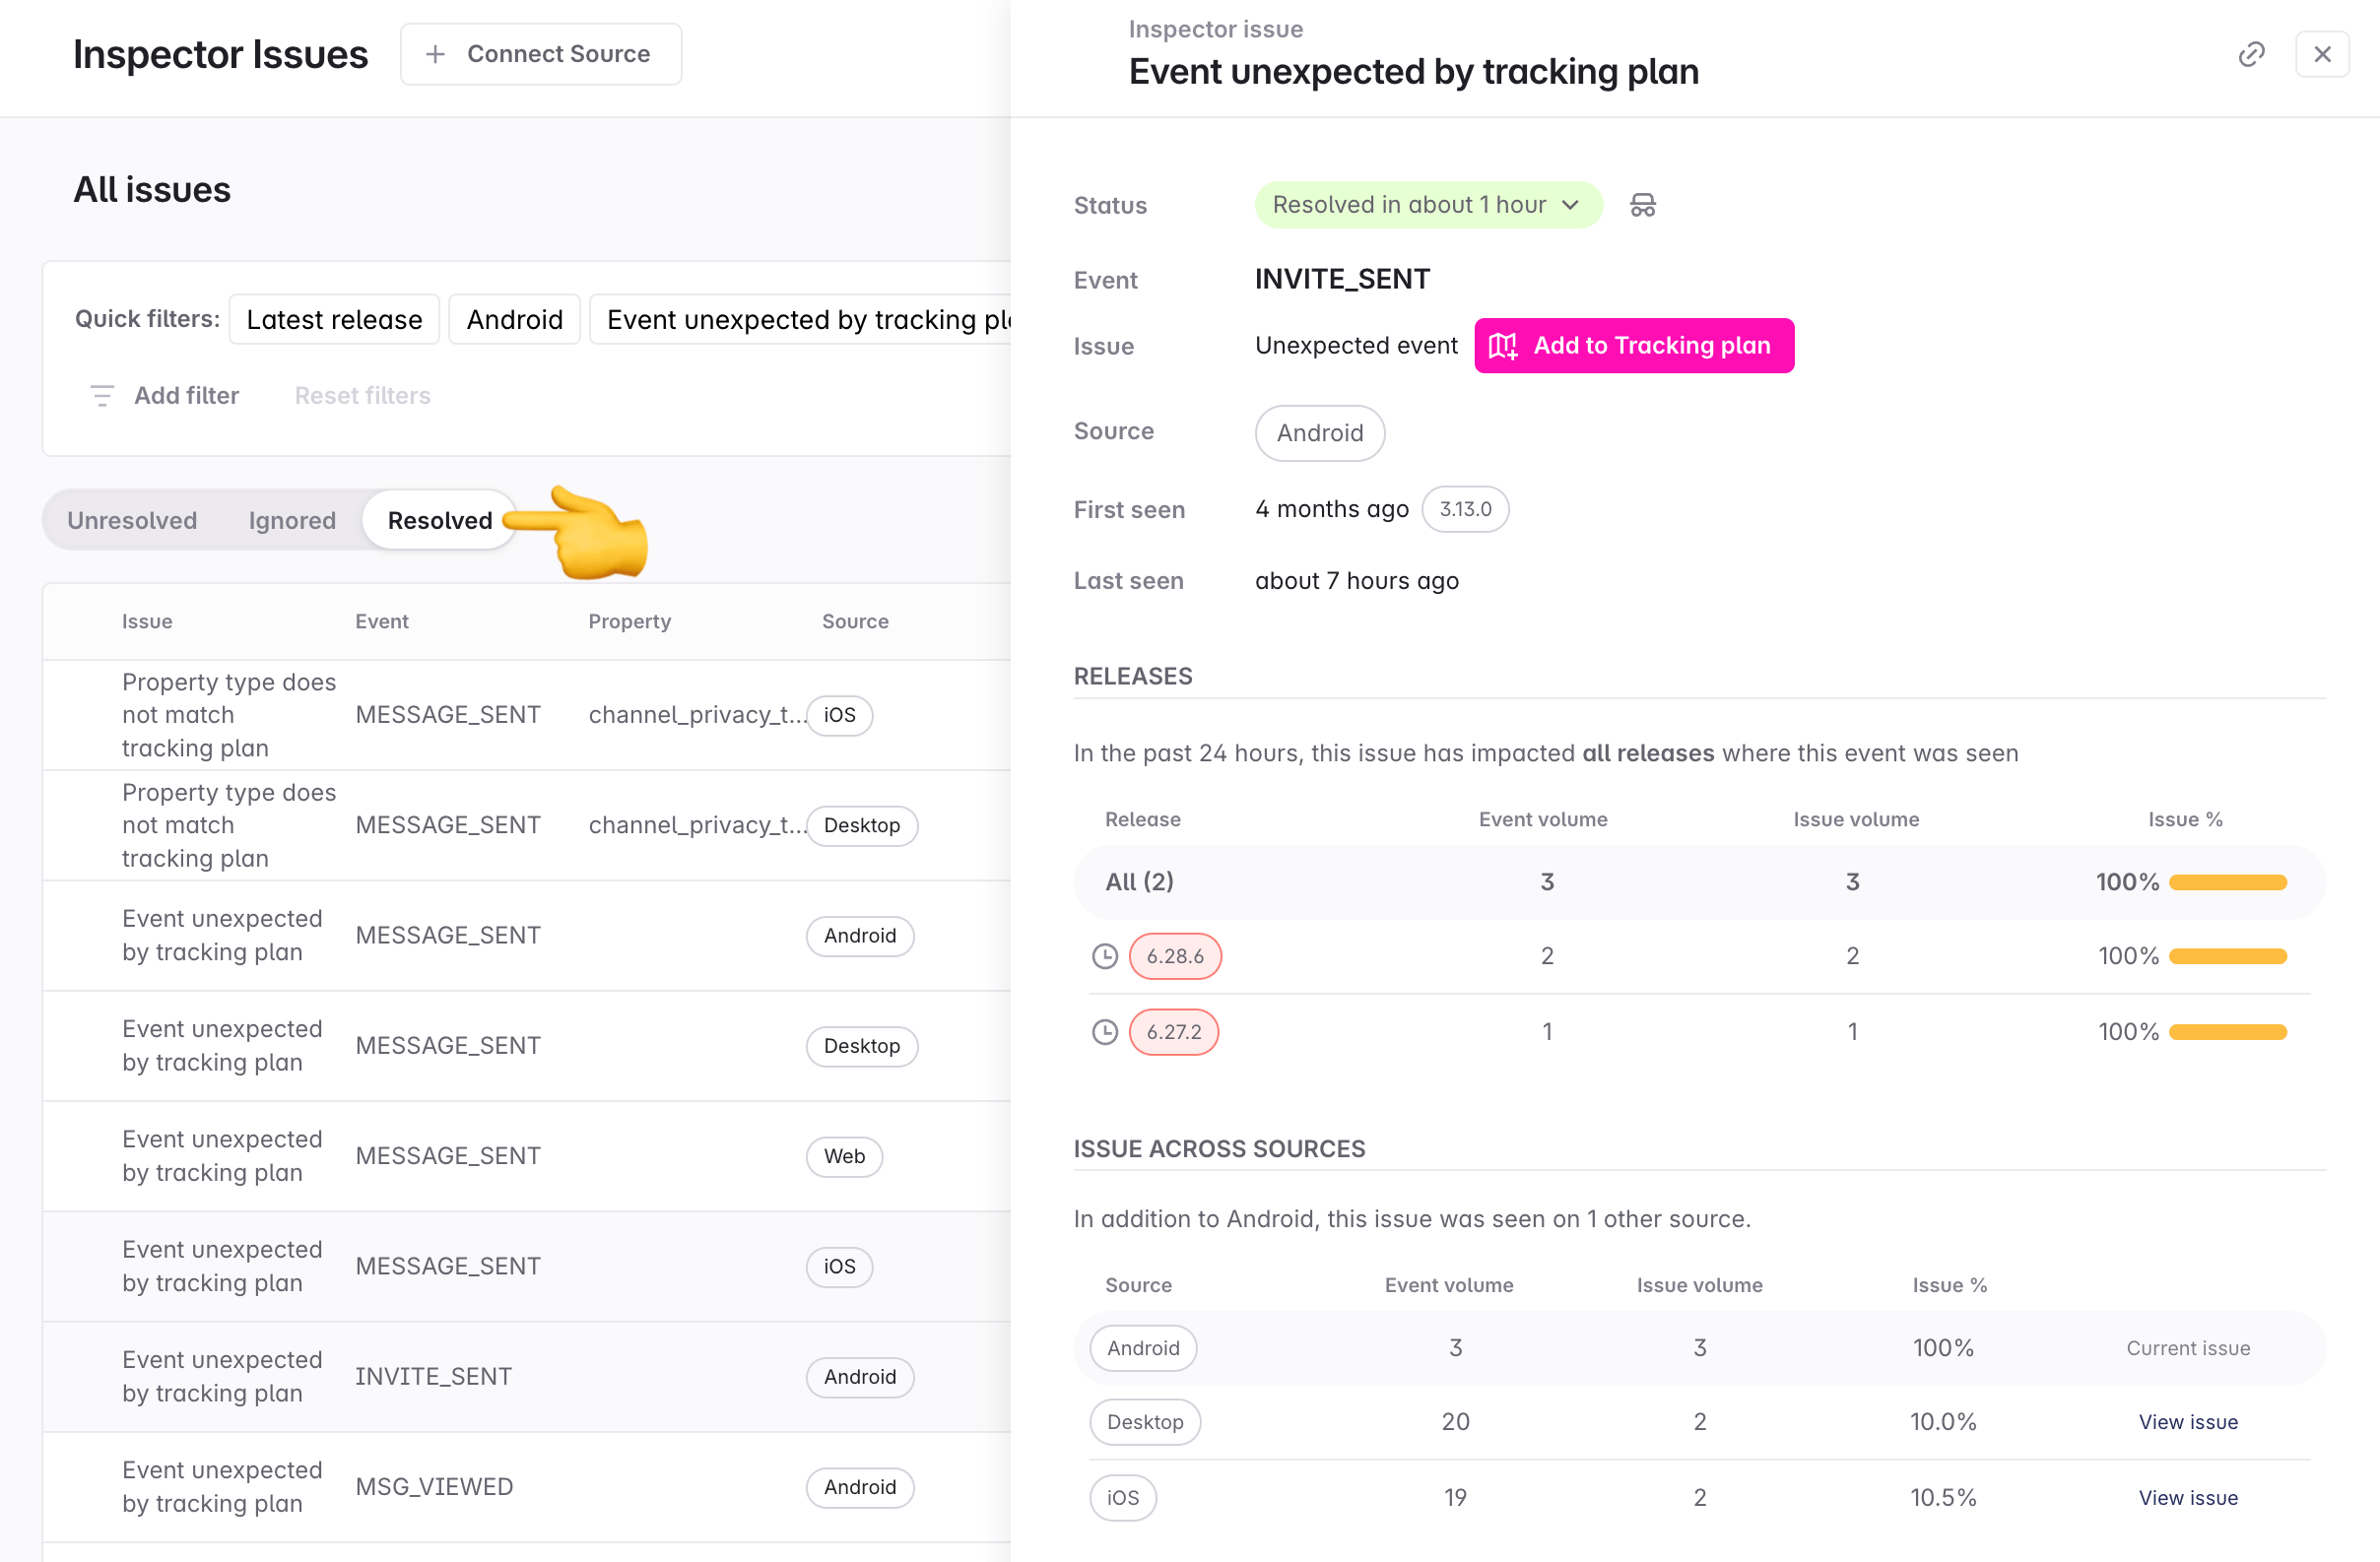 Inspector Issues
Connect Source
All issues
Quick filters: Latest release Android Event unexpected by tracking pl
Add filter Reset filters
Unresolved Ignored Resolved
Issue Event Property Source
Property type does
not match
tracking plan
MESSAGE_SENT channel_privacy_t... iOS
Property type does
not match
tracking plan
MESSAGE_SENT channel_privacy_t... Desktop
Event unexpected
by tracking plan
MESSAGE_SENT Android
Event unexpected
by tracking plan
MESSAGE_SENT Desktop
Event unexpected
by tracking plan
MESSAGE_SENT Web
Event unexpected
by tracking plan
MESSAGE_SENT iOS
Event unexpected
by tracking plan
INVITE_SENT Android
Event unexpected
by tracking plan
MSG_VIEWED Android
Inspector issue
Event unexpected by tracking plan
Status Resolved in about 1 hour
Event INVITE_SENT
Issue Unexpected event Add to Tracking plan
Source Android
First seen 4 months ago 3.13.0
Last seen about 7 hours ago
RELEASES
In the past 24 hours, this issue has impacted all releases where this event was seen
Release Event volume Issue volume Issue %
All (2) 3 3 100%
6.28.6 2 2 100%
6.27.2 1 1 100%
ISSUE ACROSS SOURCES
In addition to Android, this issue was seen on 1 other source.
Source Event volume Issue volume Issue %
Android 3 3 100% Current issue
Desktop 20 2 10.0% View issue
iOS 19 2 10.5% View issue